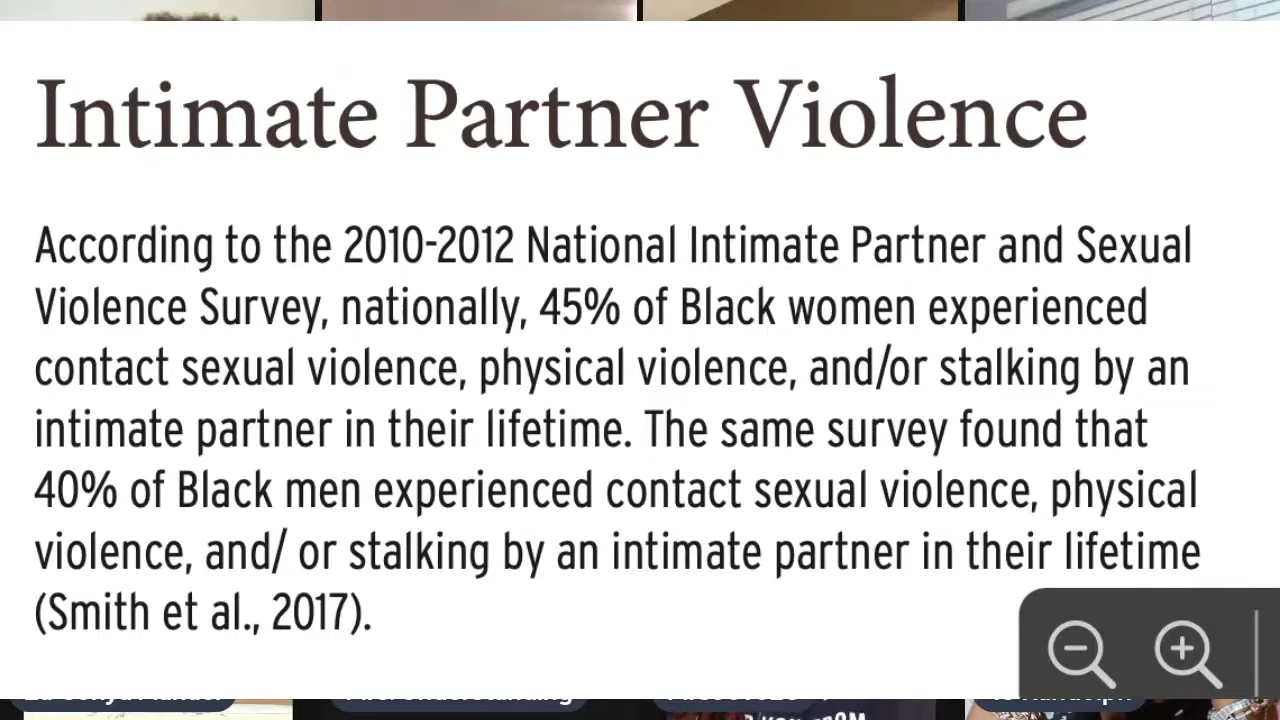 Intimate Partner Violence
According to the 2010-2012 National Intimate Partner and Sexual
Violence Survey, nationally, 45% of Black women experienced
contact sexual violence, physical violence, and/or stalking by an
intimate partner in their lifetime. The same survey found that
40% of Black men experienced contact sexual violence, physical
violence, and/ or stalking by an intimate partner in their lifetime
(Smith et al., 2017).